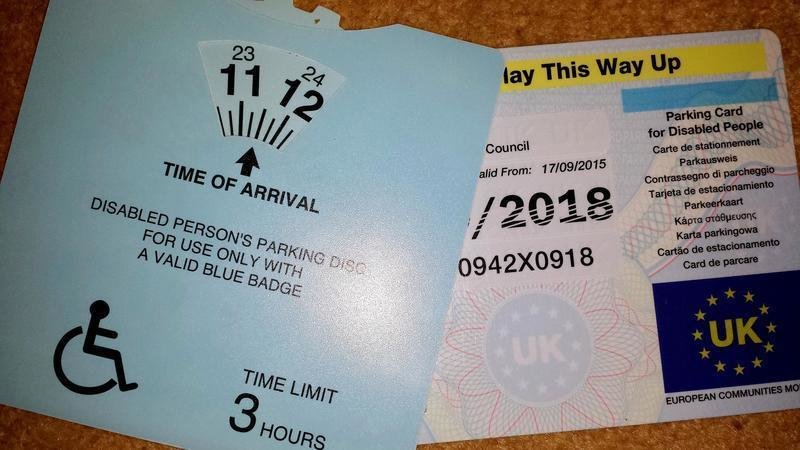 23
24
11
12
TIME OF ARRIVAL
DISABLED PERSON'S PARKING DISC
FOR USE ONLY WITH
A VALID BLUE BADGE
TIME LIMIT
3 HOURS
This Way Up
Parking Card
for Disabled People
Carte de stationnement
Parkausweis
Contrassegno di parcheggio
Tarjeta de estacionamiento
Parkeerkaart
Κάρτα στάθμευσης
Karta parkingowa
Cartão de estacionamento
Card de parcare
Council
From: 17/09/2015
/2018
0942X0918
UK
UK
EUROPEAN COMMUNITIES